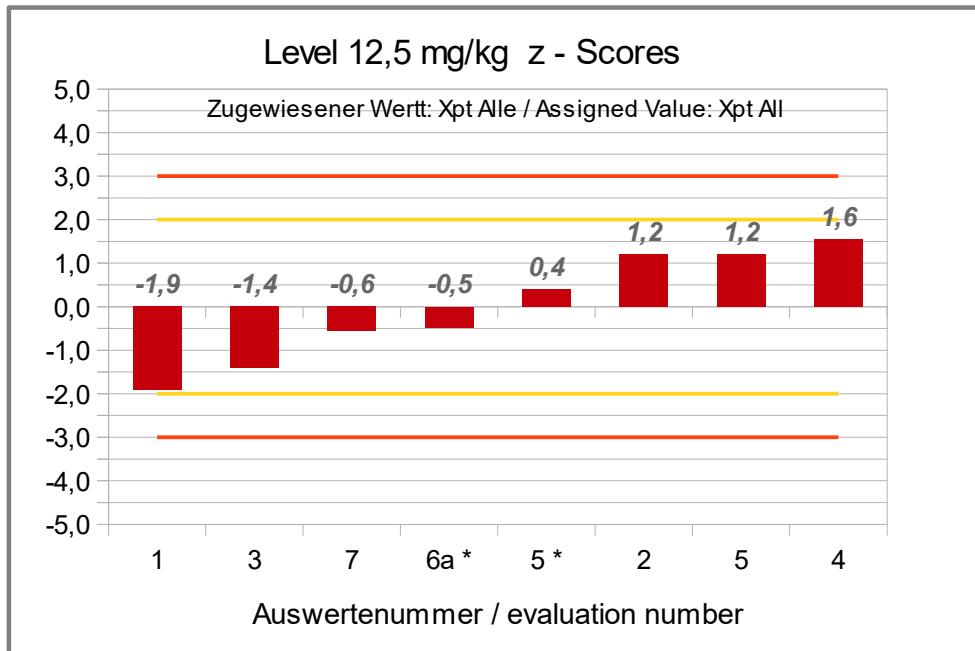 Level 12,5 mg/kg z - Scores
5,0
Zugewiesener Wertt: Xpt Alle / Assigned Value: Xpt All
4,0
3,0
2,0
1,0
0,0
-1,0
-2,0
-3,0
-4,0
-5,0
-1,9 -1,4 -0,6 -0,5 0,4 1,2 1,2 1,6
1 3 7 6a * 5 * 2 5 4
Auswertenummer / evaluation number